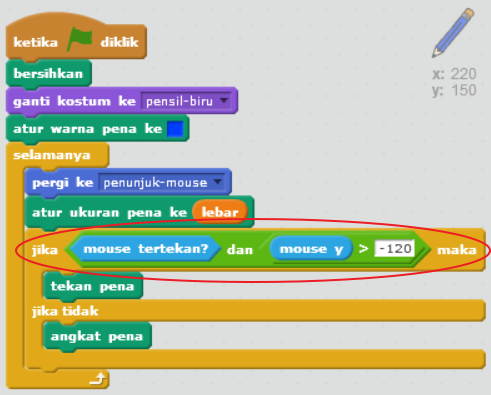 ketika diklik
bersihkan
ganti kostum ke pensil-biru
atur warna pena ke
selamanya
pergi ke penunjuk-mouse
atur ukuran pena ke lebar
jika mouse tertekan? dan mouse y > -120 maka
tekan pena
jika tidak
angkat pena
x: 220
y: 150